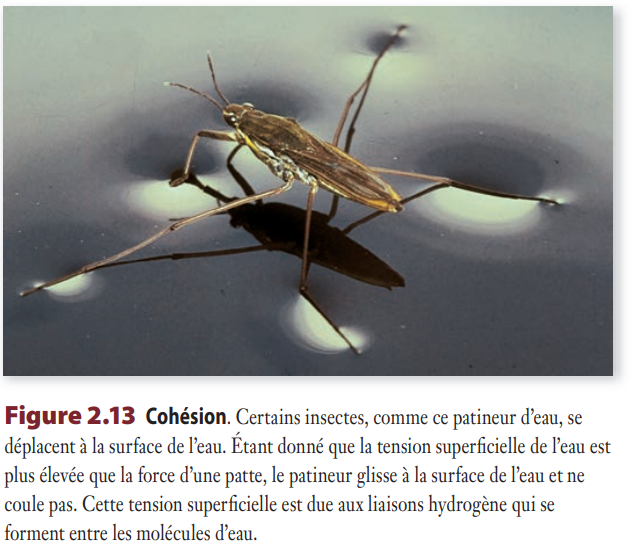 Figure 2.13 Cohésion. Certains insectes, comme ce patineur d’eau, se
déplacent à la surface de l’eau. Étant donné que la tension superficielle de l’eau est
plus élevée que la force d’une patte, le patineur glisse à la surface de l’eau et ne
coule pas. Cette tension superficielle est due aux liaisons hydrogène qui se
forment entre les molécules d’eau.